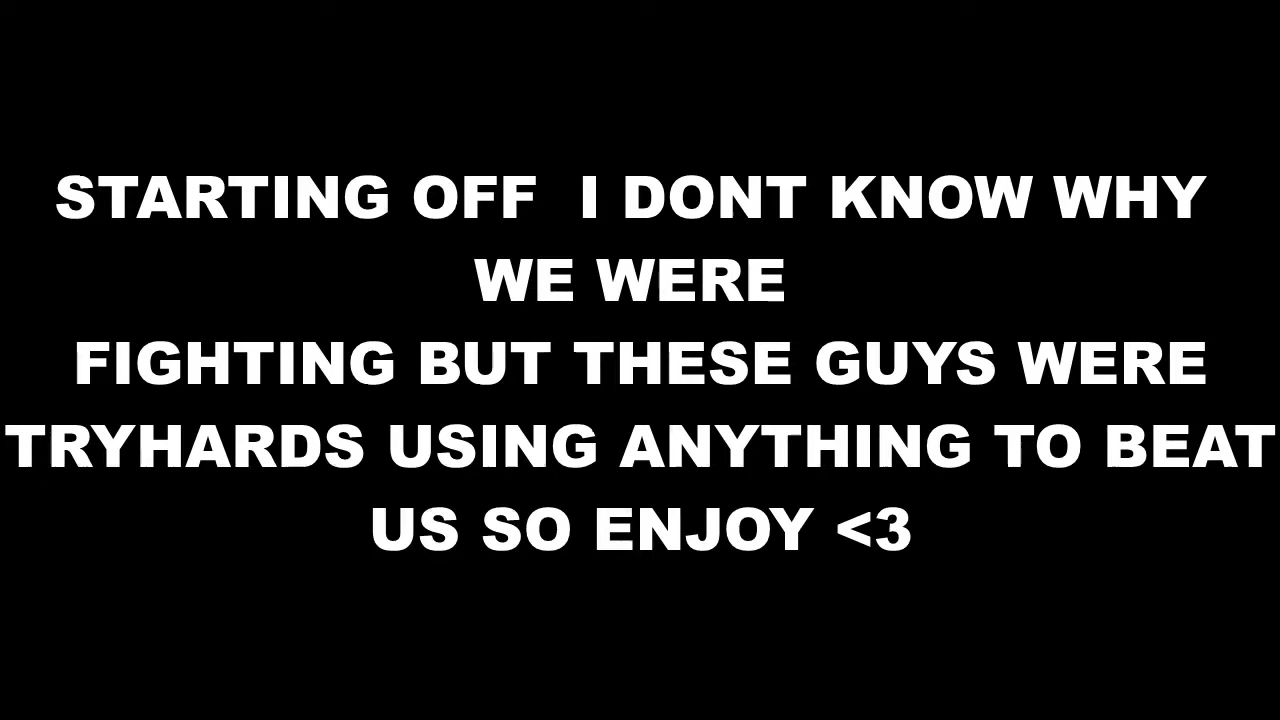 STARTING OFF  I DONT KNOW WHY
WE WERE
FIGHTING BUT THESE GUYS WERE
TRYHARDS USING ANYTHING TO BEAT
US SO ENJOY <3